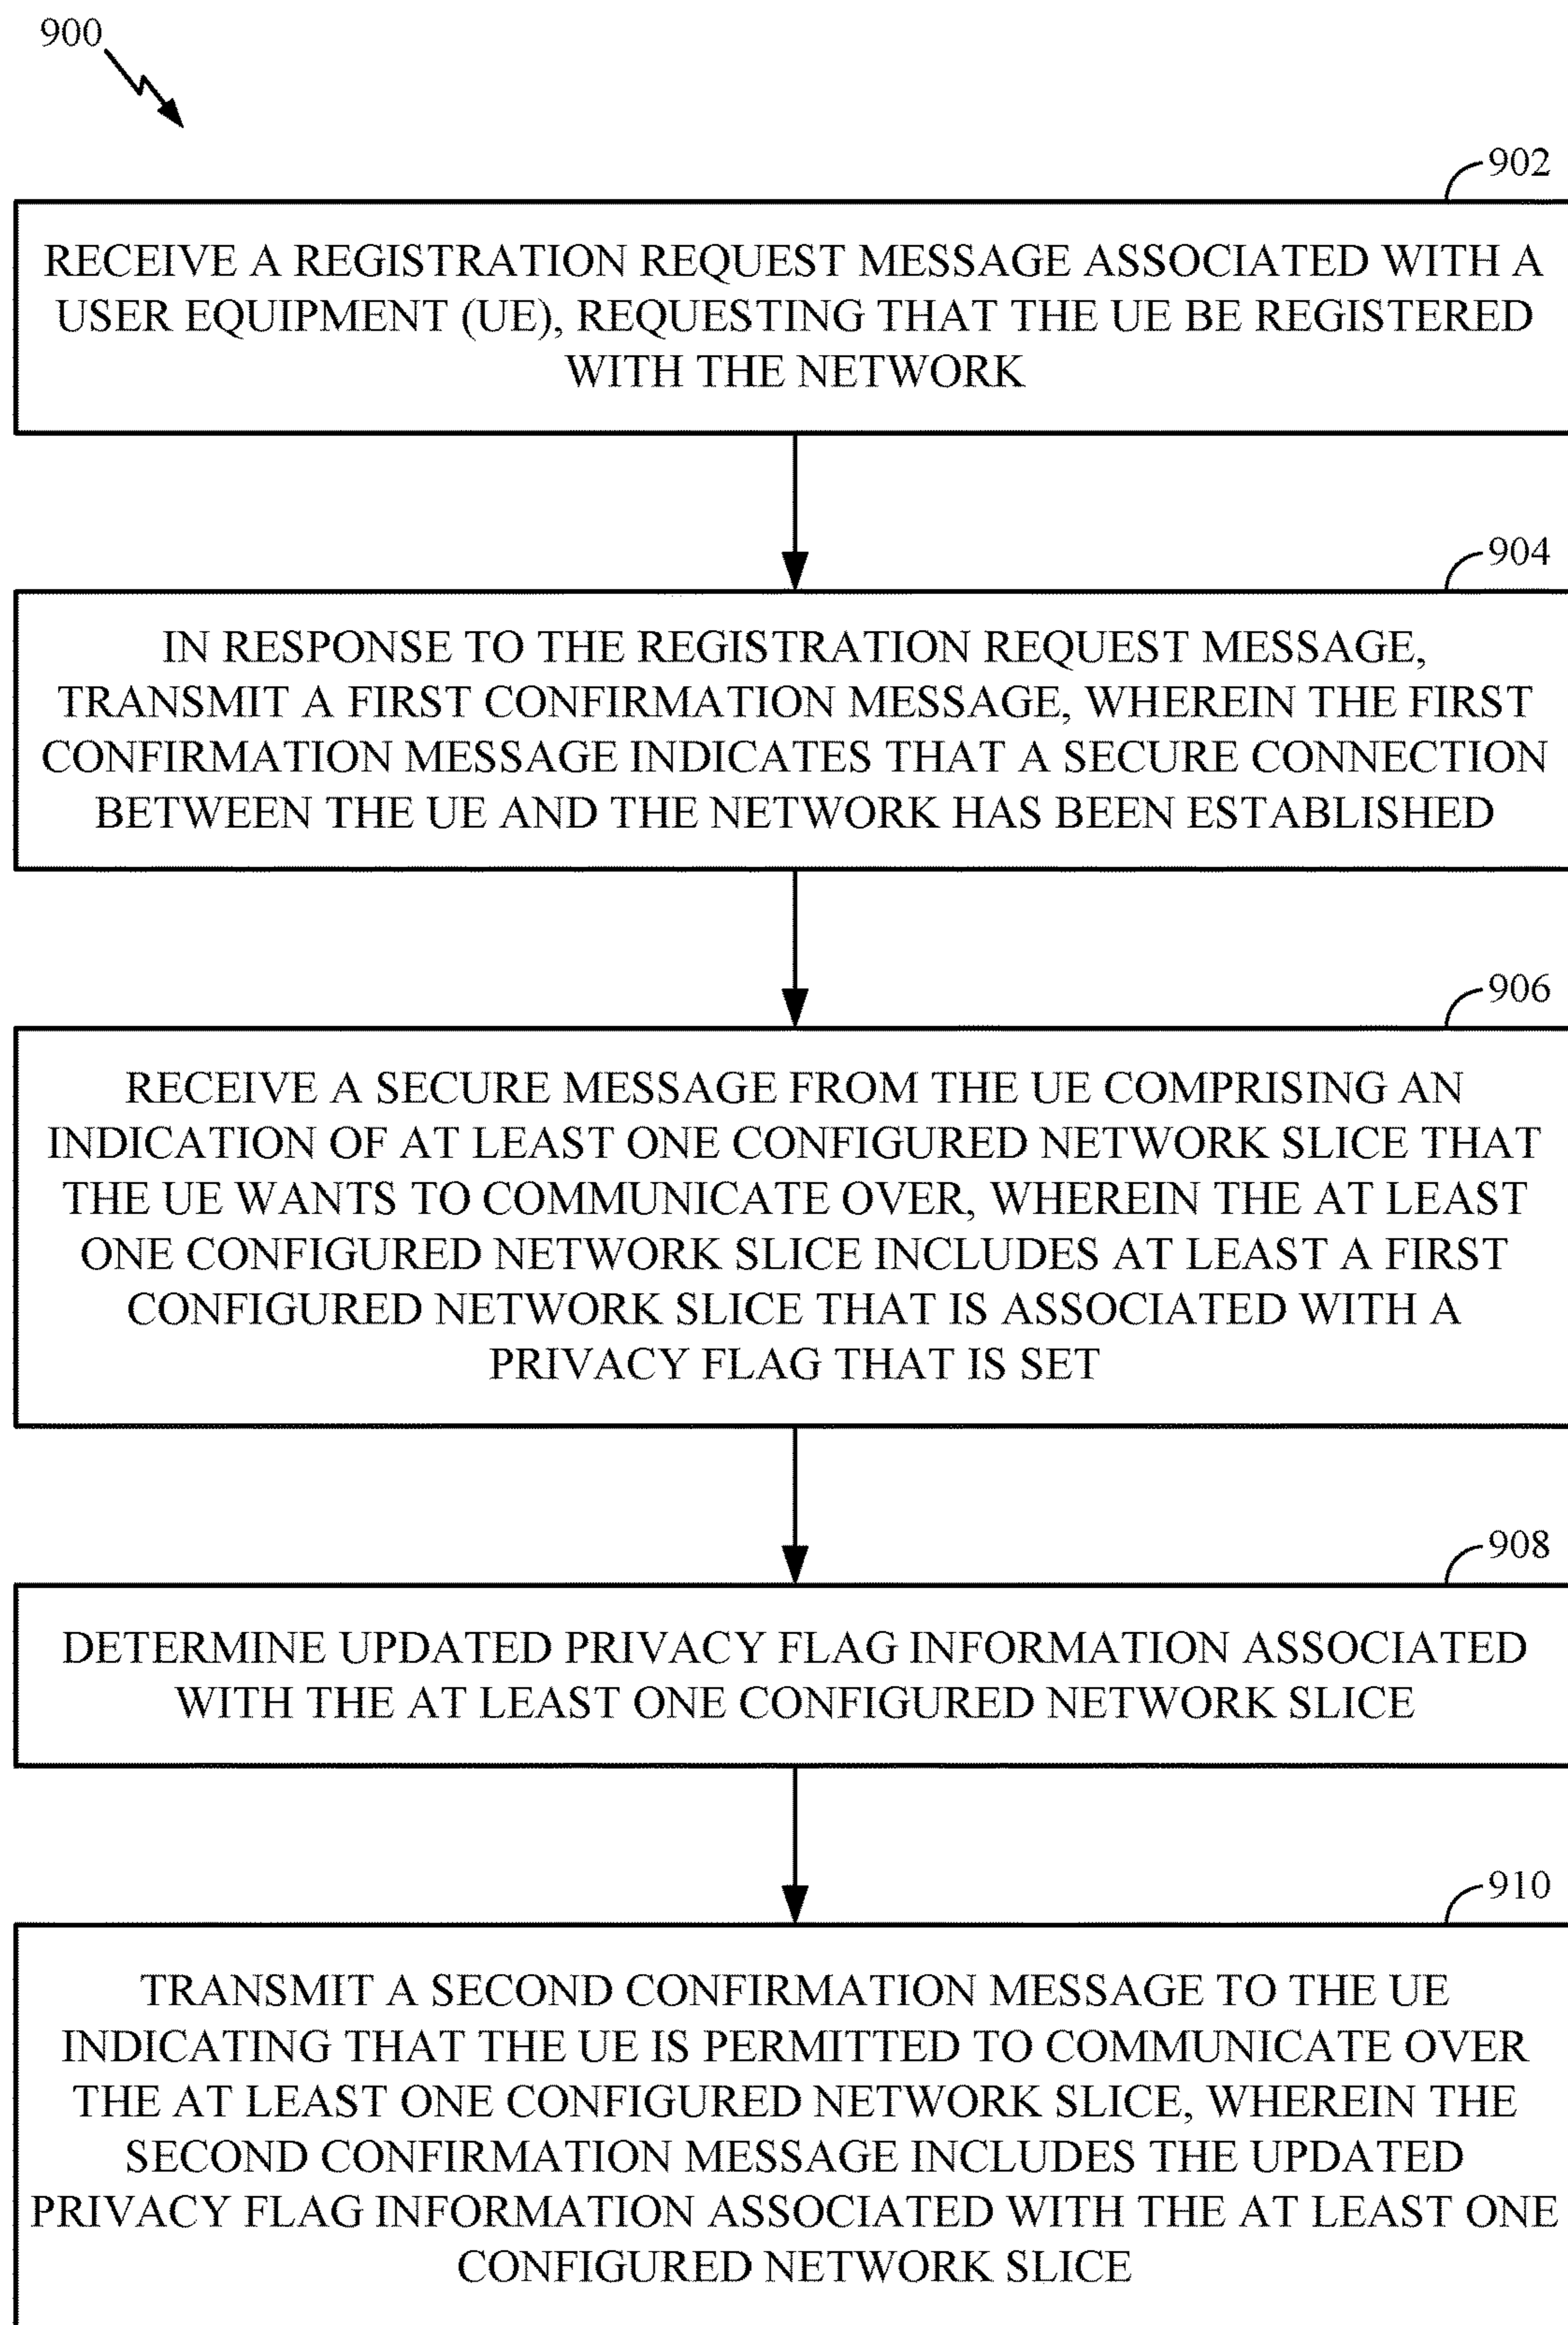 900
902
RECEIVE A REGISTRATION REQUEST MESSAGE ASSOCIATED WITH A
USER EQUIPMENT (UE), REQUESTING THAT THE UE BE REGISTERED
WITH THE NETWORK
904
IN RESPONSE TO THE REGISTRATION REQUEST MESSAGE,
TRANSMIT A FIRST CONFIRMATION MESSAGE, WHEREIN THE FIRST
CONFIRMATION MESSAGE INDICATES THAT A SECURE CONNECTION
BETWEEN THE UE AND THE NETWORK HAS BEEN ESTABLISHED
906
RECEIVE A SECURE MESSAGE FROM THE UE COMPRISING AN
INDICATION OF AT LEAST ONE CONFIGURED NETWORK SLICE THAT
THE UE WANTS TO COMMUNICATE OVER, WHEREIN THE AT LEAST
ONE CONFIGURED NETWORK SLICE INCLUDES AT LEAST A FIRST
CONFIGURED NETWORK SLICE THAT IS ASSOCIATED WITH A
PRIVACY FLAG THAT IS SET
908
DETERMINE UPDATED PRIVACY FLAG INFORMATION ASSOCIATED
WITH THE AT LEAST ONE CONFIGURED NETWORK SLICE
910
TRANSMIT A SECOND CONFIRMATION MESSAGE TO THE UE
INDICATING THAT THE UE IS PERMITTED TO COMMUNICATE OVER
THE AT LEAST ONE CONFIGURED NETWORK SLICE, WHEREIN THE
SECOND CONFIRMATION MESSAGE INCLUDES THE UPDATED
PRIVACY FLAG INFORMATION ASSOCIATED WITH THE AT LEAST ONE
CONFIGURED NETWORK SLICE